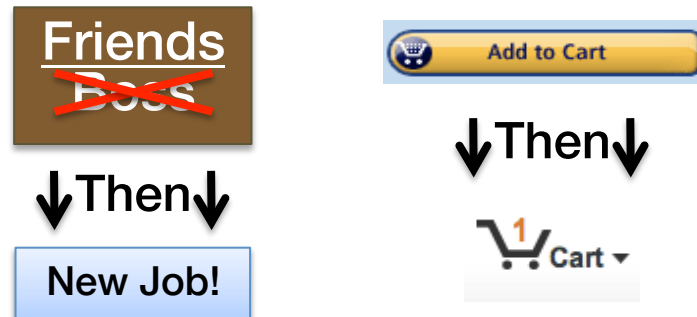 Friends
Boss
Then
New Job!
Add to Cart
Then
1
Cart